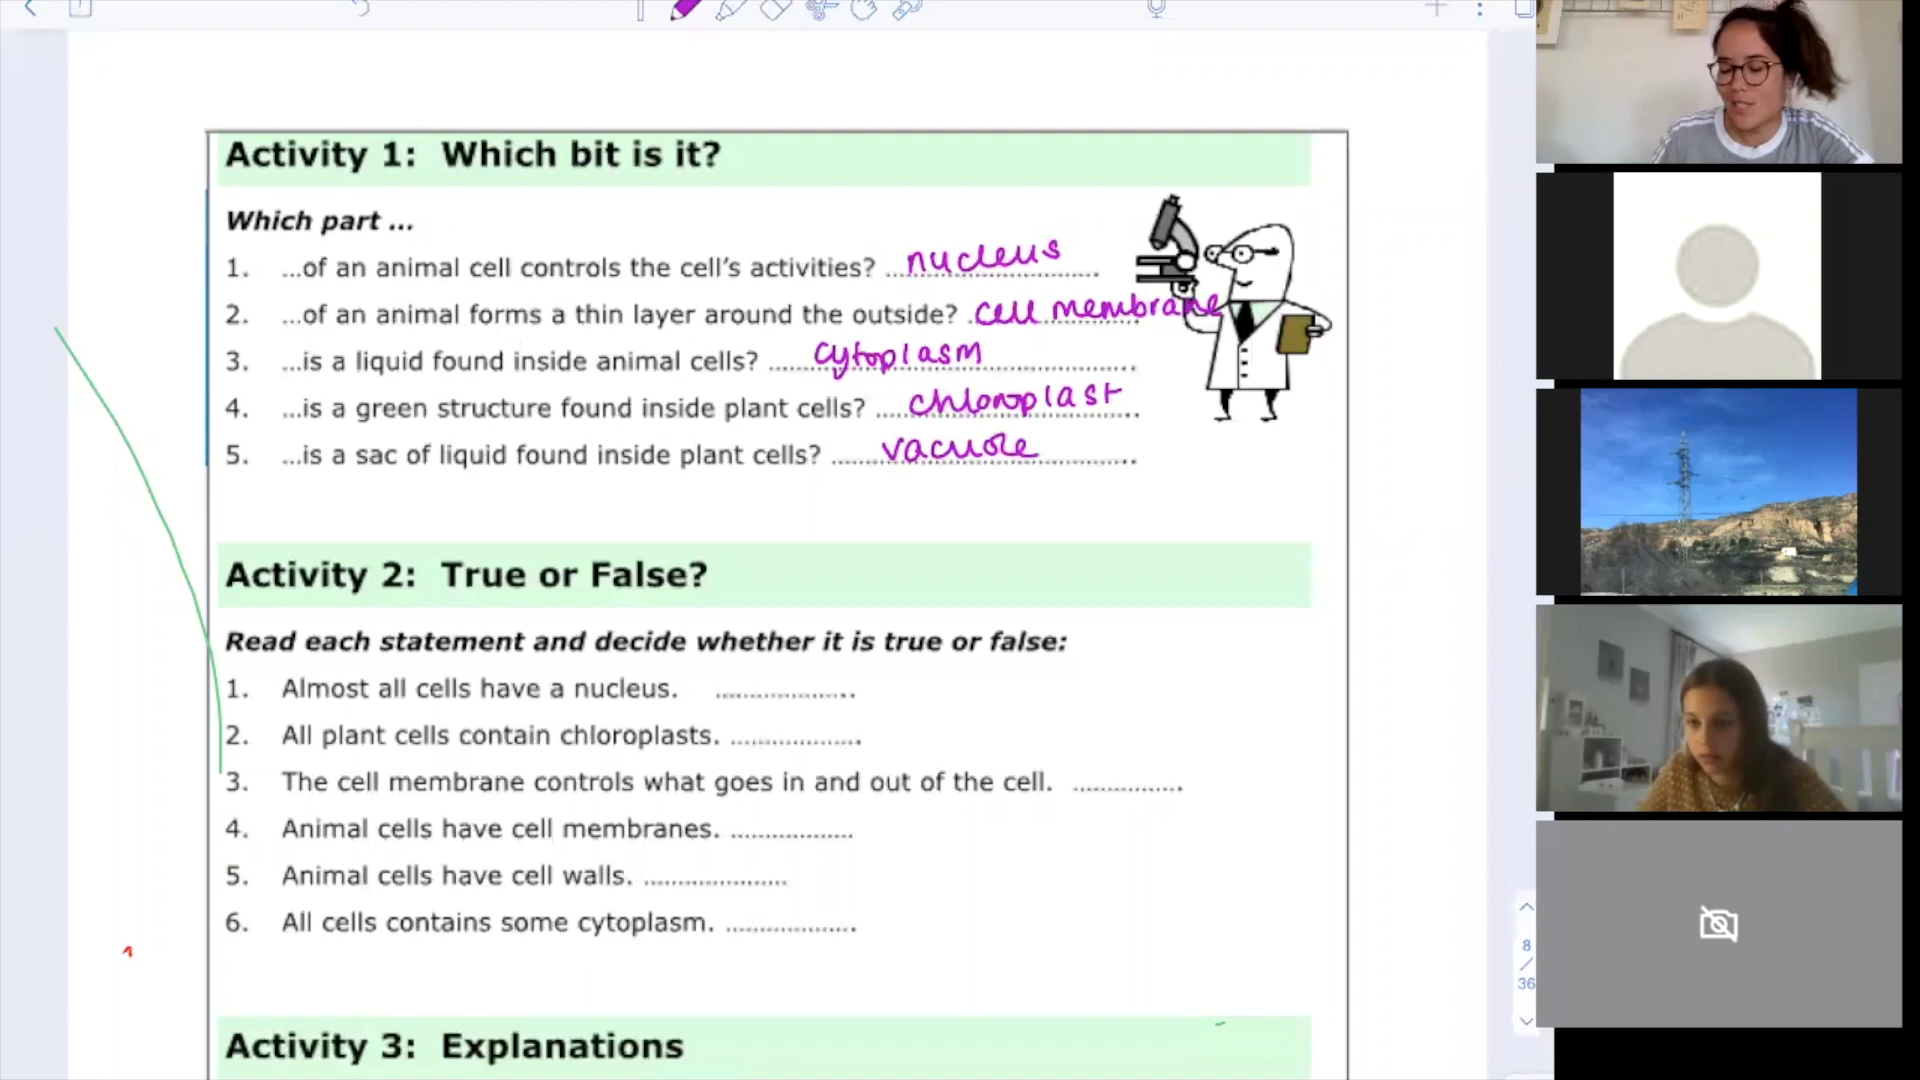 Activity 1: Which bit is it?
Which part ...
1. ...of an animal cell controls the cell's activities? nucleus
2. ...of an animal forms a thin layer around the outside? cell membrane
3. ...is a liquid found inside animal cells? cytoplasm
4. ...is a green structure found inside plant cells? chloroplast
5. ...is a sac of liquid found inside plant cells? vacuole
Activity 2: True or False?
Read each statement and decide whether it is true or false:
1. Almost all cells have a nucleus. ....................
2. All plant cells contain chloroplasts. ...................
3. The cell membrane controls what goes in and out of the cell. ................
4. Animal cells have cell membranes. ..................
5. Animal cells have cell walls. .....................
6. All cells contains some cytoplasm. ...................
Activity 3: Explanations
8
/
36